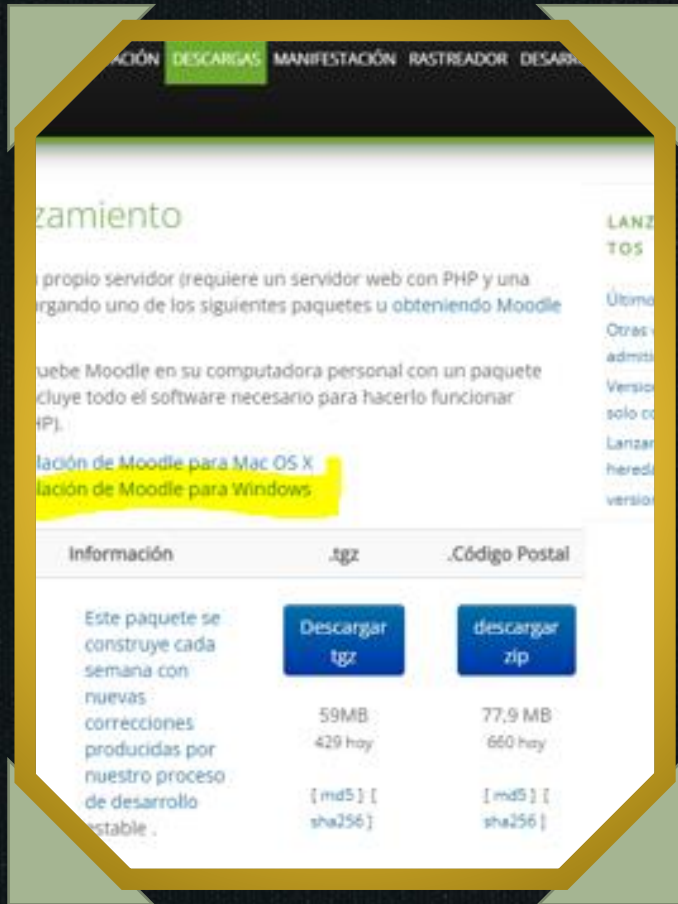 DESCARGAS MANIFESTACIÓN RASTREADOR
LANZ
TOS
zamiento
propio servidor (requiere un servidor web con PHP y una
rgando uno de los siguientes paquetes u obteniendo Moodle
uebe Moodle en su computadora personal con un paquete
cluye todo el software necesario para hacerlo funcionar
HP).
lación de Moodle para Mac OS X
lación de Moodle para Windows
Último
Otras
admiti
Version
solo co
Lanzar
hereda
version
Información .tgz .Código Postal
Este paquete se
construye cada
semana con
nuevas
correcciones
producidas por
nuestro proceso
de desarrollo
estable .
Descargar
tgz
59MB
429 hoy
[ md5 ] [
sha256 ]
descargar
zip
77,9 MB
660 hoy
[ md5 ] [
sha256 ]